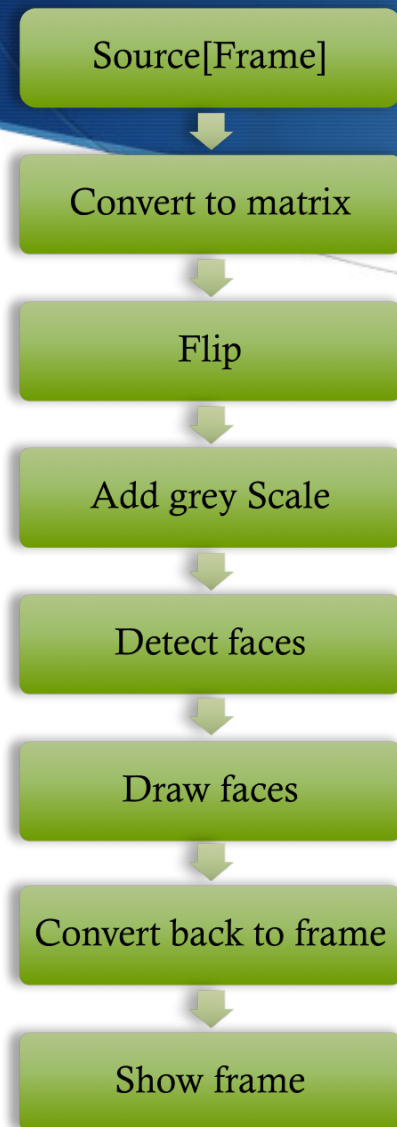 Source[Frame]
Convert to matrix
Flip
Add grey Scale
Detect faces
Draw faces
Convert back to frame
Show frame